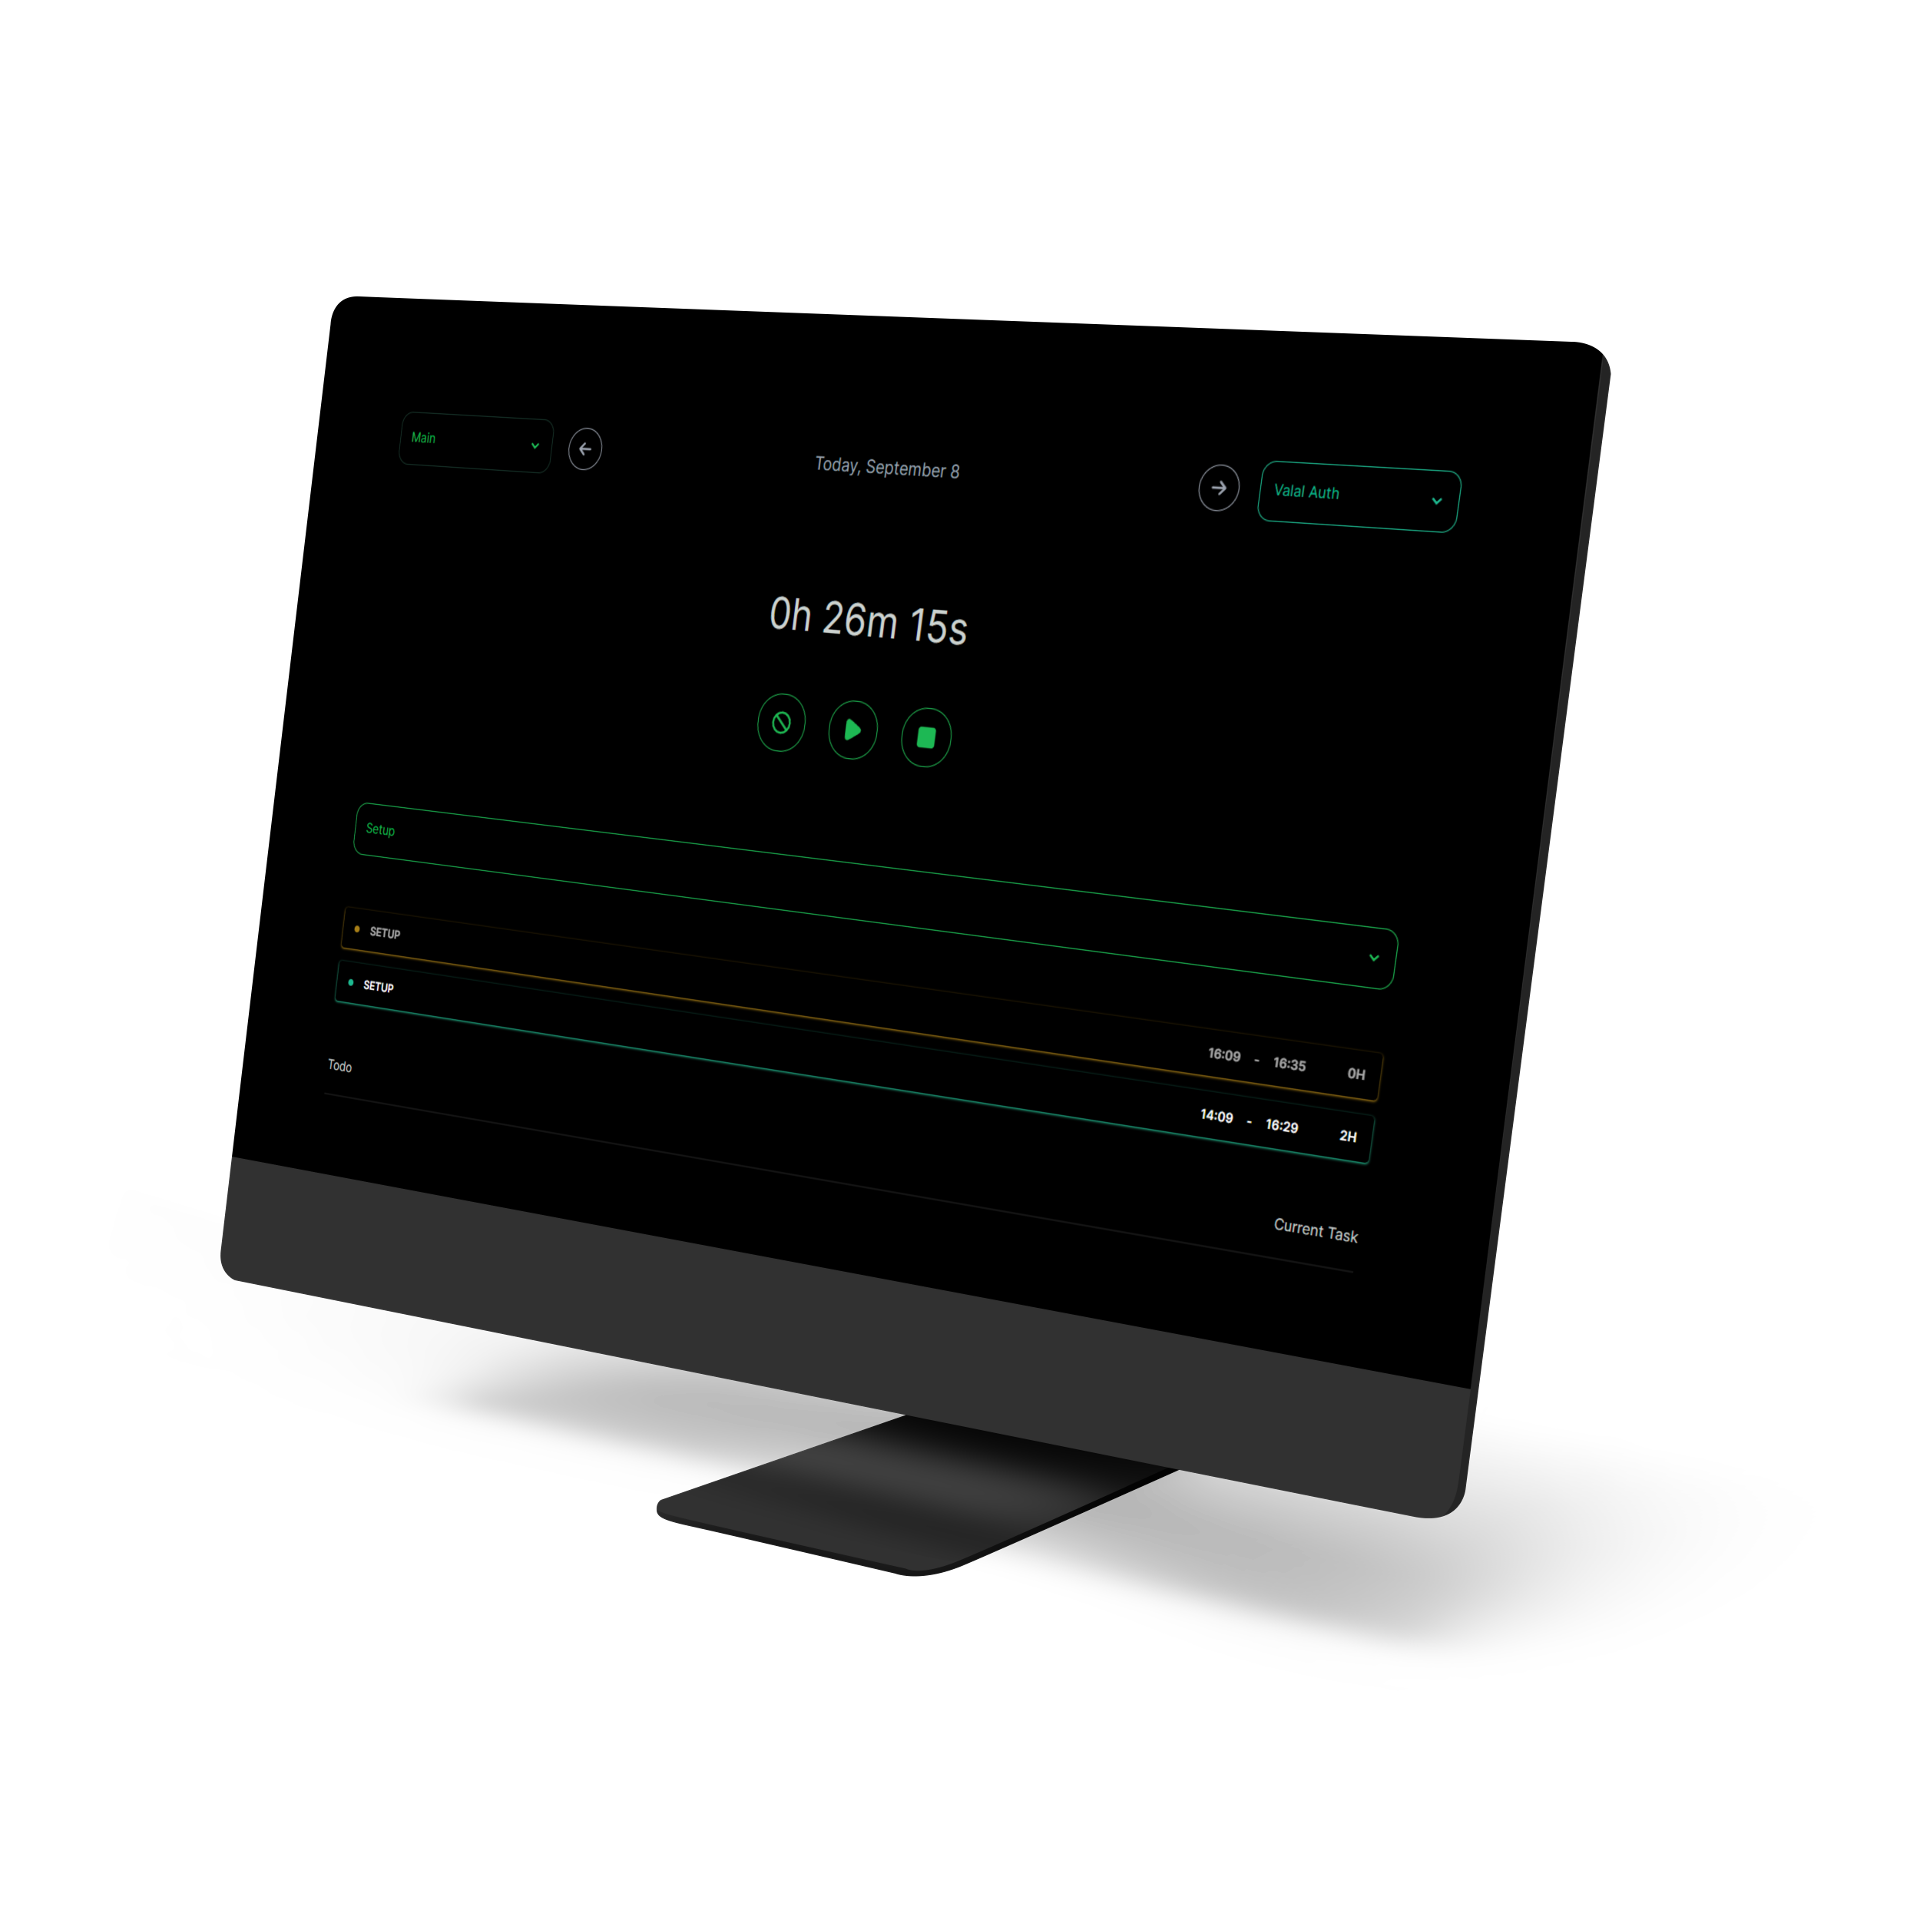 Main
Today, September 8
Valal Auth
0h 26m 15s
Setup
SETUP 16:09 - 16:35 0H
SETUP 14:09 - 16:29 2H
Todo
Current Task